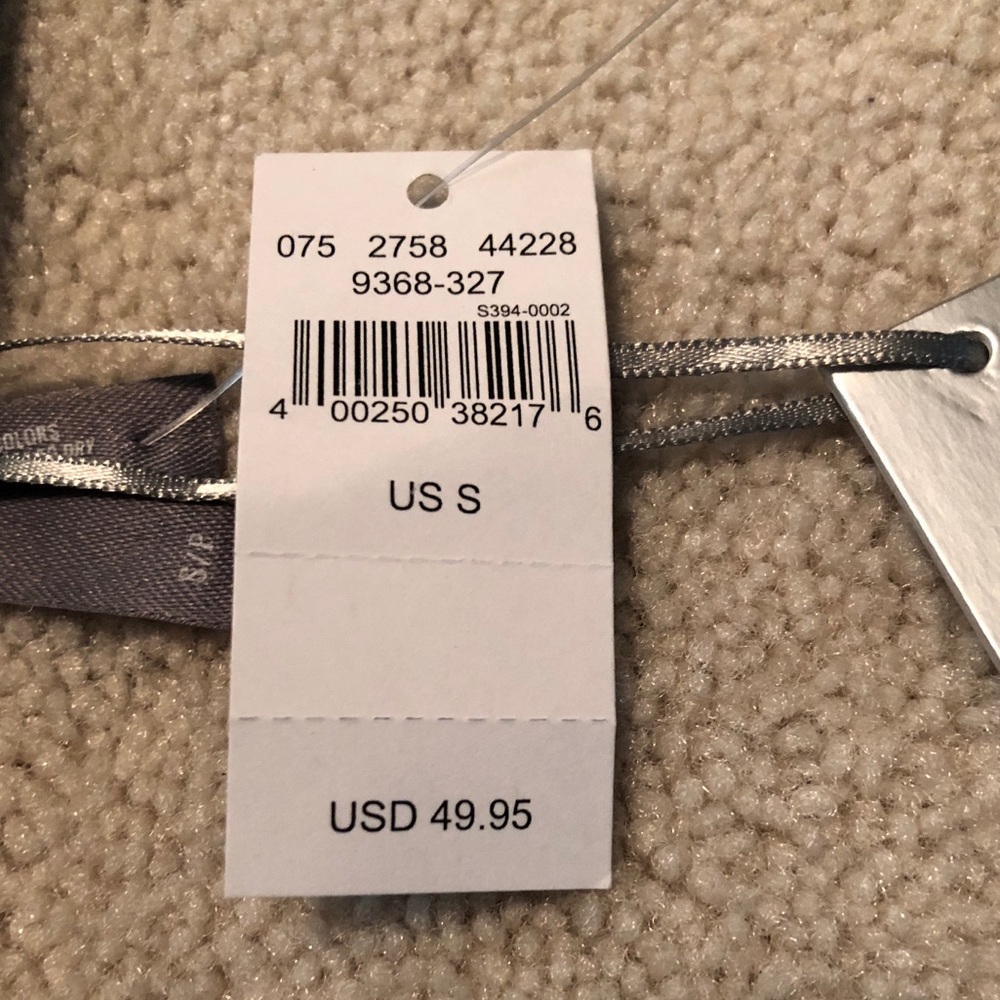 075 2758 44228
9368-327
S394-0002
4 00250 38217 6
US S
USD 49.95
S/P